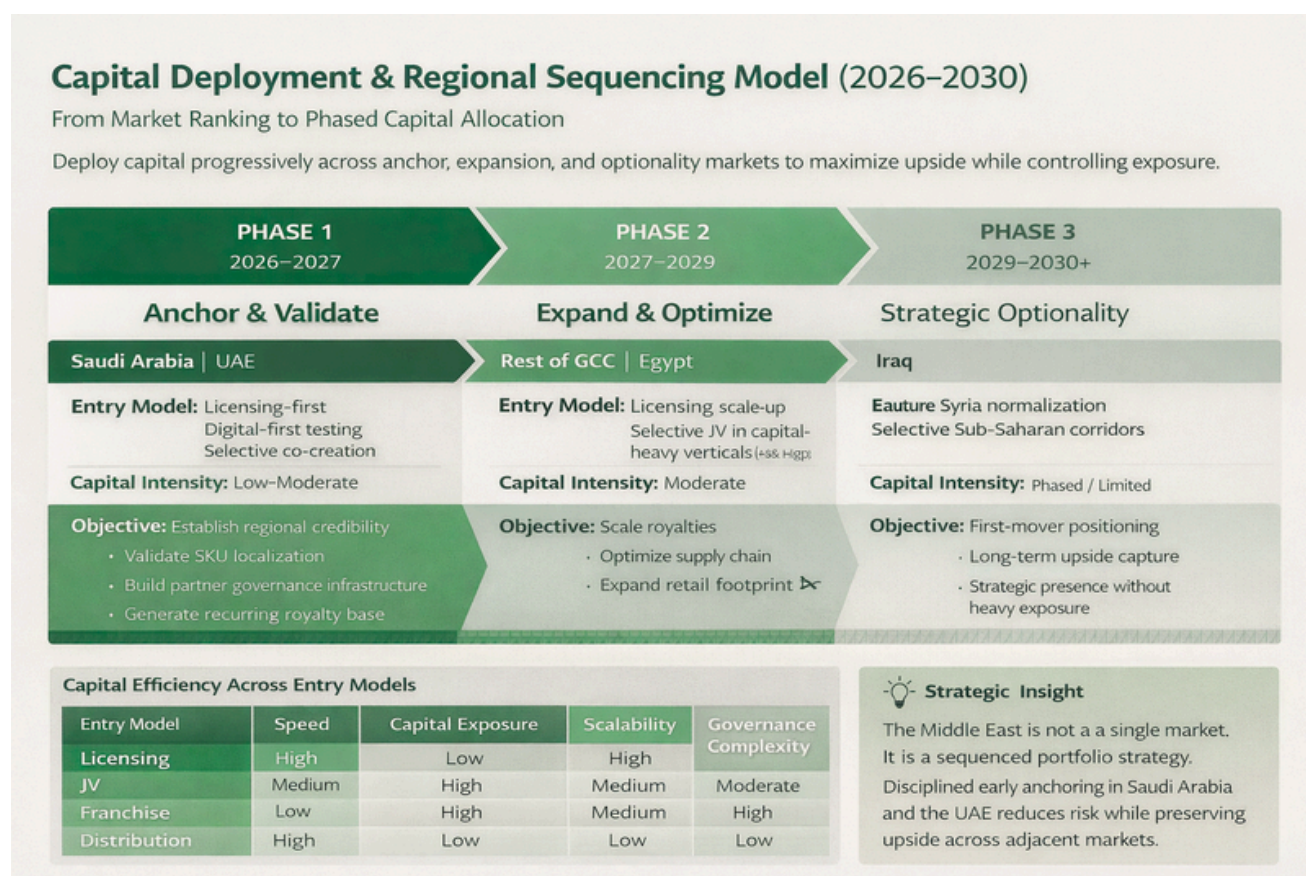 Capital Deployment & Regional Sequencing Model (2026–2030)
From Market Ranking to Phased Capital Allocation
Deploy capital progressively across anchor, expansion, and optionality markets to maximize upside while controlling exposure.
PHASE 1
2026–2027
PHASE 2
2027–2029
PHASE 3
2029–2030+
Anchor & Validate
Expand & Optimize
Strategic Optionality
Saudi Arabia | UAE
Rest of GCC | Egypt
Iraq
Entry Model: Licensing-first
Digital-first testing
Selective co-creation
Capital Intensity: Low-Moderate
Objective: Establish regional credibility
• Validate SKU localization
• Build partner governance infrastructure
• Generate recurring royalty base
Entry Model: Licensing scale-up
Selective JV in capital-
heavy verticals
Capital Intensity: Moderate
Objective: Scale royalties
• Optimize supply chain
• Expand retail footprint
Eauture Syria normalization
Selective Sub-Saharan corridors
Capital Intensity: Phased / Limited
Objective: First-mover positioning
• Long-term upside capture
• Strategic presence without
heavy exposure
Capital Efficiency Across Entry Models
Entry Model Speed Capital Exposure Scalability Governance
Complexity
Licensing High Low High
JV Medium High Medium Moderate
Franchise Low High Medium High
Distribution High Low Low Low
Strategic Insight
The Middle East is not a a single market.
It is a sequenced portfolio strategy.
Disciplined early anchoring in Saudi Arabia
and the UAE reduces risk while preserving
upside across adjacent markets.